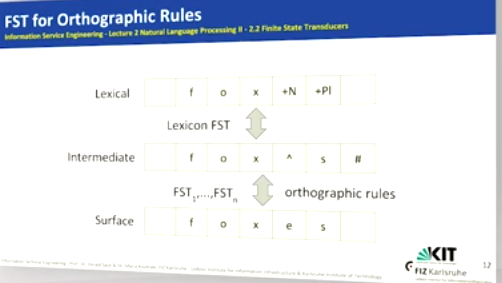 FST for Orthographic Rules
Information Service Engineering - Lecture 2 Natural Language Processing II - 2.2 Finite State Transducers
Lexical f o x +N +Pl
Lexicon FST
Intermediate f o x ^ s #
FST1,...,FSTn orthographic rules
Surface f o x e s
KIT
FIZ Karlsruhe
12